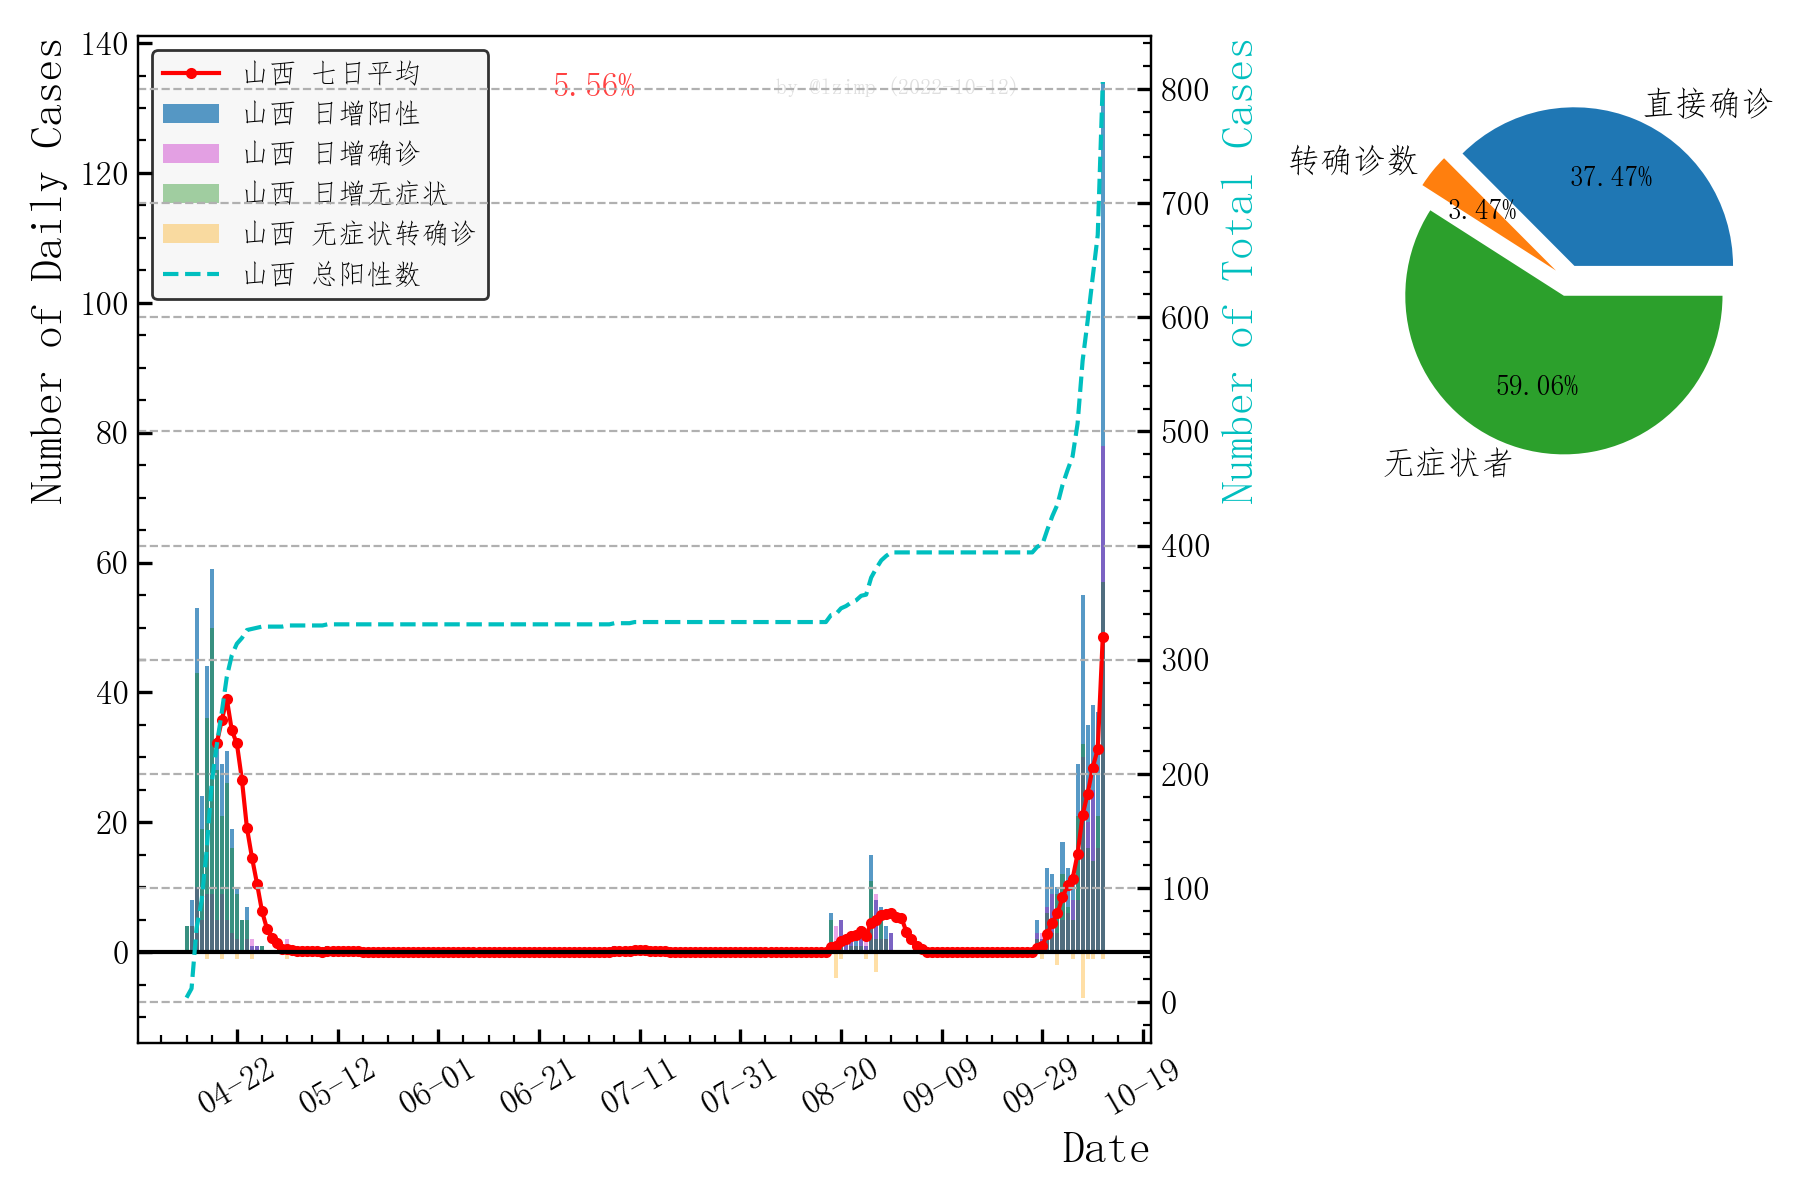 Number of Daily Cases
140
120
100
80
60
40
20
0
山西 七日平均
山西 日增阳性
山西 日增确诊
山西 日增无症状
山西 无症状转确诊
山西 总阳性数
5.56%
by @lzimp (2022-10-12)
800
700
600
500
400
300
200
100
0
Number of Total Cases
04-22
05-12
06-01
06-21
07-11
07-31
08-20
09-09
09-29
10-19
Date
直接确诊
37.47%
转确诊数
3.47%
59.06%
无症状者